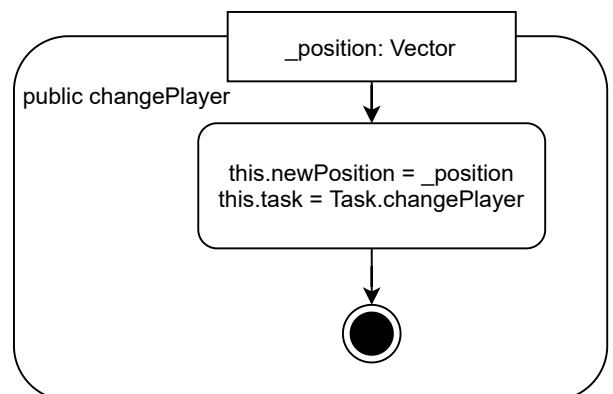 _position: Vector
public changePlayer
this.newPosition = _position
this.task = Task.changePlayer